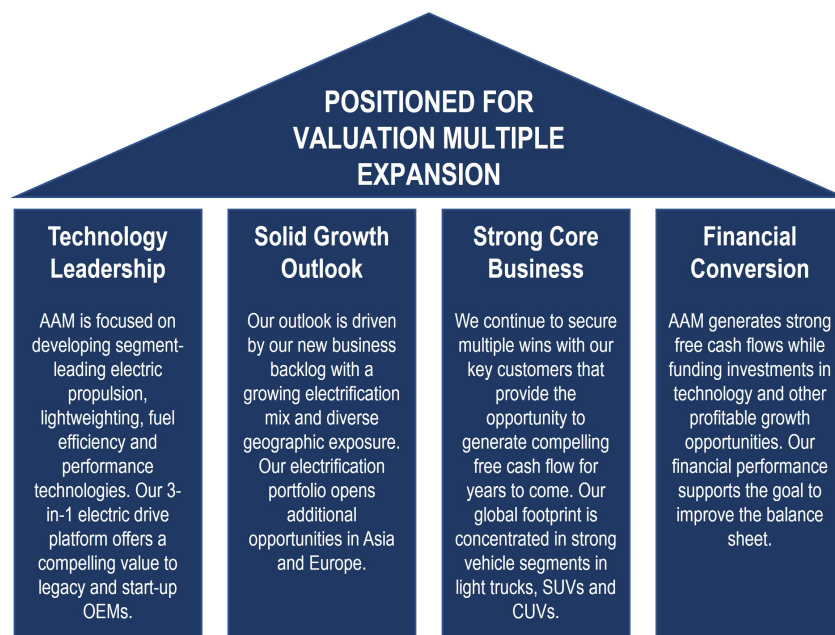 POSITIONED FOR
VALUATION MULTIPLE
EXPANSION
Technology
Leadership
AAM is focused on
developing segment-
leading electric
propulsion,
lightweighting, fuel
efficiency and
performance
technologies. Our 3-
in-1 electric drive
platform offers a
compelling value to
legacy and start-up
OEMs.
Solid Growth
Outlook
Our outlook is driven
by our new business
backlog with a
growing electrification
mix and diverse
geographic exposure.
Our electrification
portfolio opens
additional
opportunities in Asia
and Europe.
Strong Core
Business
We continue to secure
multiple wins with our
key customers that
provide the
opportunity to
generate compelling
free cash flow for
years to come. Our
global footprint is
concentrated in strong
vehicle segments in
light trucks, SUVs and
CUVs.
Financial
Conversion
AAM generates strong
free cash flows while
funding investments in
technology and other
profitable growth
opportunities. Our
financial performance
supports the goal to
improve the balance
sheet.